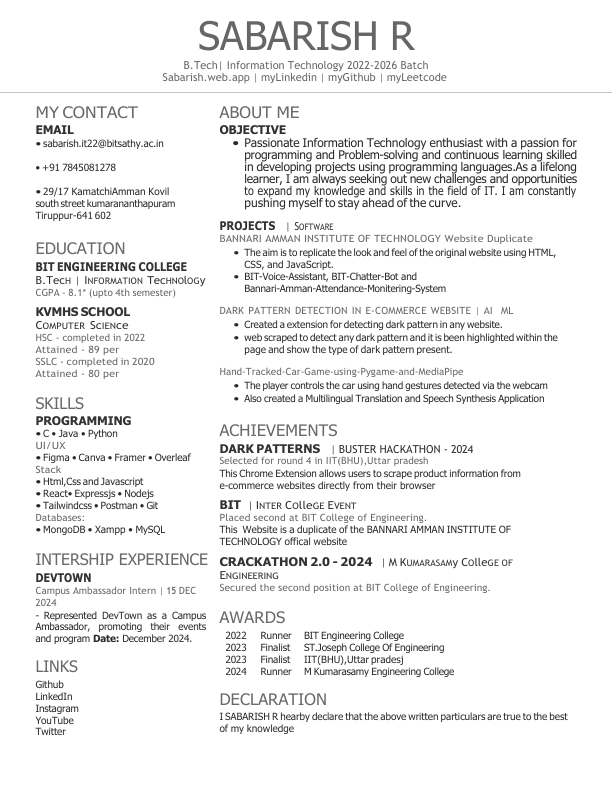 SABARISH R
B.Tech| Information Technology 2022-2026 Batch
Sabarish.web.app | myLinkedin | myGithub | myLeetcode
MY CONTACT
EMAIL
• sabarish.it22@bitsathy.ac.in
• +91 7845081278
• 29/17 KamatchiAmman Kovil
south street kumarananthapuram
Tiruppur-641 602
EDUCATION
BIT ENGINEERING COLLEGE
B.Tech | Information Technology
CGPA - 8.1* (upto 4th semester)
KVMHS SCHOOL
Computer Science
HSC - completed in 2022
Attained - 89 per
SSLC - completed in 2020
Attained - 80 per
SKILLS
PROGRAMMING
• C • Java • Python
UI/UX
• Figma • Canva • Framer • Overleaf
Stack
• Html,Css and Javascript
• React• Expressjs • Nodejs
• Tailwindcss • Postman • Git
Databases:
• MongoDB • Xampp • MySQL
INTERSHIP EXPERIENCE
DEVTOWN
Campus Ambassador Intern | 15 DEC
2024
- Represented DevTown as a Campus
Ambassador, promoting their events
and program Date: December 2024.
LINKS
Github
LinkedIn
Instagram
YouTube
Twitter
ABOUT ME
OBJECTIVE
• Passionate Information Technology enthusiast with a passion for
programming and Problem-solving and continuous learning skilled
in developing projects using programming languages.As a lifelong
learner, I am always seeking out new challenges and opportunities
to expand my knowledge and skills in the field of IT. I am constantly
pushing myself to stay ahead of the curve.
PROJECTS | Software
BANNARI AMMAN INSTITUTE OF TECHNOLOGY Website Duplicate
• The aim is to replicate the look and feel of the original website using HTML,
CSS, and JavaScript.
• BIT-Voice-Assistant, BIT-Chatter-Bot and
Bannari-Amman-Attendance-Monitering-System
DARK PATTERN DETECTION IN E-COMMERCE WEBSITE | AI ML
• Created a extension for detecting dark pattern in any website.
• web scraped to detect any dark pattern and it is been highlighted within the
page and show the type of dark pattern present.
Hand-Tracked-Car-Game-using-Pygame-and-MediaPipe
• The player controls the car using hand gestures detected via the webcam
• Also created a Multilingual Translation and Speech Synthesis Application
ACHIEVEMENTS
DARK PATTERNS | BUSTER HACKATHON - 2024
Selected for round 4 in IIT(BHU),Uttar pradesh
This Chrome Extension allows users to scrape product information from
e-commerce websites directly from their browser
BIT | Inter College Event
Placed second at BIT College of Engineering.
This Website is a duplicate of the BANNARI AMMAN INSTITUTE OF
TECHNOLOGY offical website
CRACKATHON 2.0 - 2024 | M Kumarasamy College of
Engineering
Secured the second position at BIT College of Engineering.
AWARDS
2022 Runner BIT Engineering College
2023 Finalist ST.Joseph College Of Engineering
2023 Finalist IIT(BHU),Uttar pradesj
2024 Runner M Kumarasamy Engineering College
DECLARATION
I SABARISH R hearby declare that the above written particulars are true to the best
of my knowledge